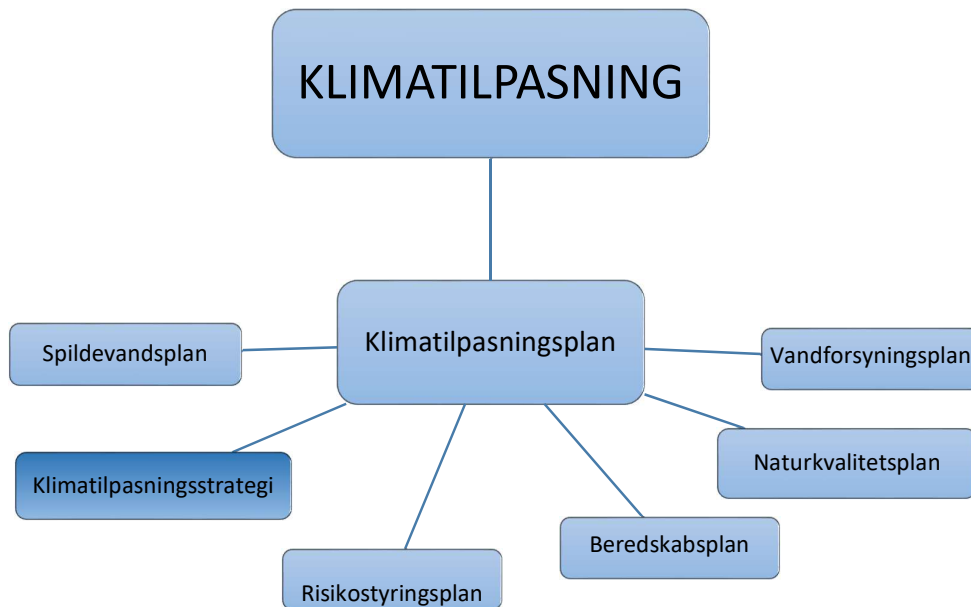 KLIMATILPASNING
Klimatilpasningsplan
Spildevandsplan
Vandforsyningsplan
Klimatilpasningsstrategi
Naturkvalitetsplan
Beredskabsplan
Risikostyringsplan